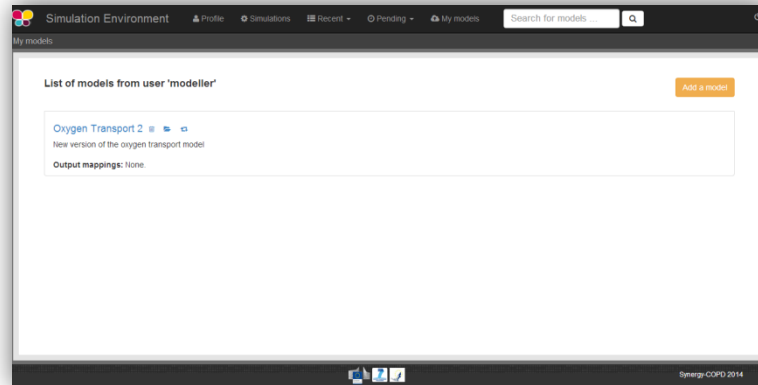 Simulation Environment Profile Simulations Recent Pending My models Search for models ...
My models
List of models from user 'modeller'
Add a model
Oxygen Transport 2
New version of the oxygen transport model
Output mappings: None.
Synergy-COPD 2014